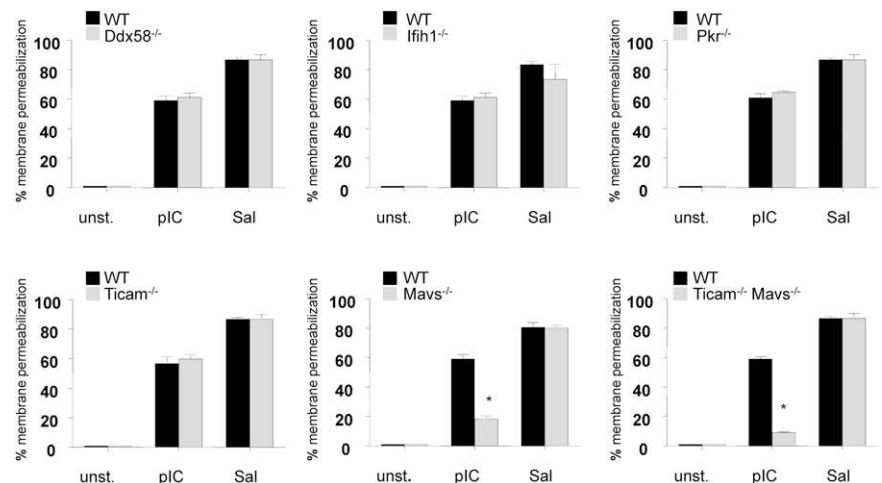 % membrane permeabilization
WT
Ddx58-/-
100
80
60
40
20
0
unst. pIC Sal
% membrane permeabilization
WT
Ifih1-/-
100
80
60
40
20
0
unst. pIC Sal
% membrane permeabilization
WT
Pkr-/-
100
80
60
40
20
0
unst. pIC Sal
% membrane permeabilization
WT
Ticam-/-
100
80
60
40
20
0
unst. pIC Sal
% membrane permeabilization
WT
Mavs-/-
100
80
60
40
20
0
*
unst. pIC Sal
% membrane permeabilization
WT
Ticam-/- Mavs-/-
100
80
60
40
20
0
*
unst. pIC Sal